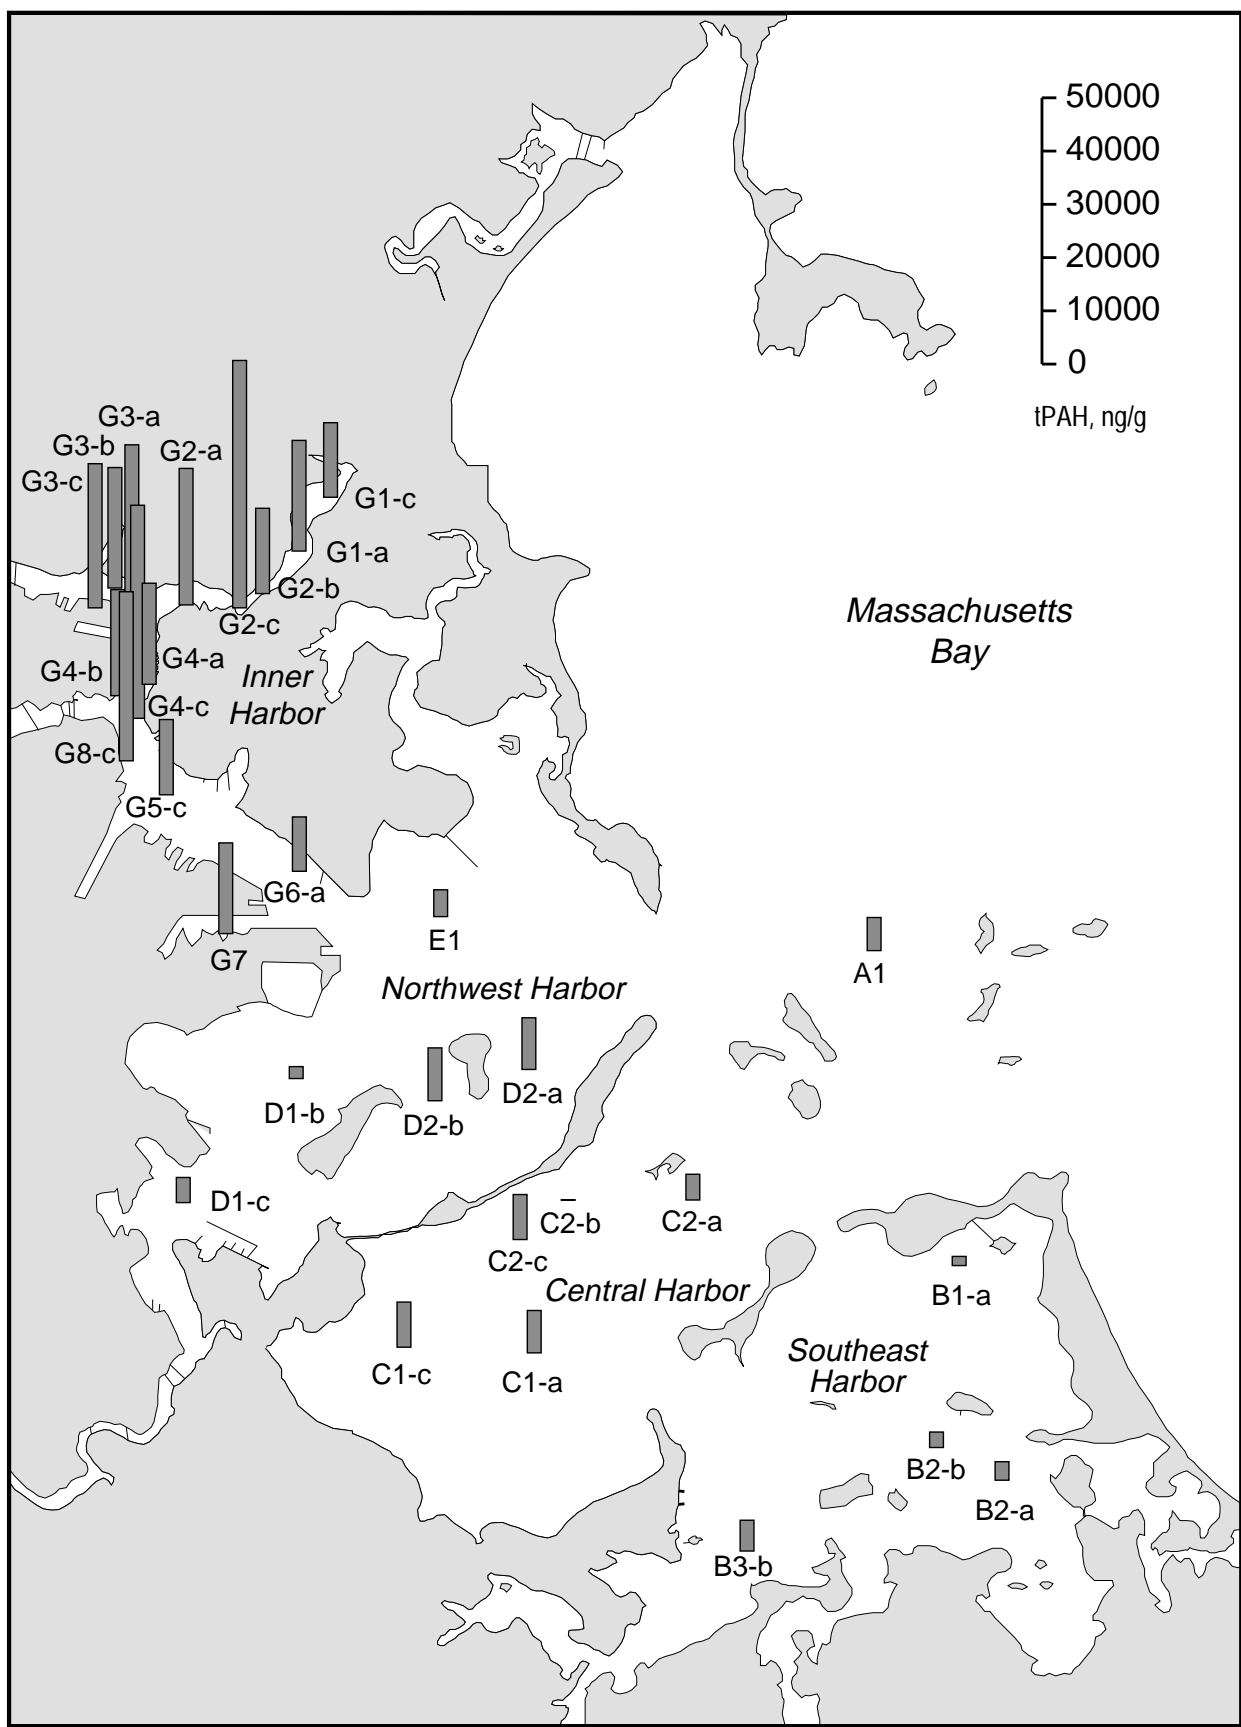 50000
40000
30000
20000
10000
0
tPAH, ng/g
G3-a
G3-b
G2-a
G3-c
G1-c
G1-a
G2-b
G2-c
Massachusetts
Bay
G4-a
G4-b
Inner
Harbor
G4-c
G8-c
G5-c
G6-a
E1
G7
A1
Northwest Harbor
D2-a
D1-b
D2-b
D1-c
C2-b
C2-a
C2-c
Central Harbor
B1-a
Southeast
Harbor
C1-c
C1-a
B2-b
B2-a
B3-b